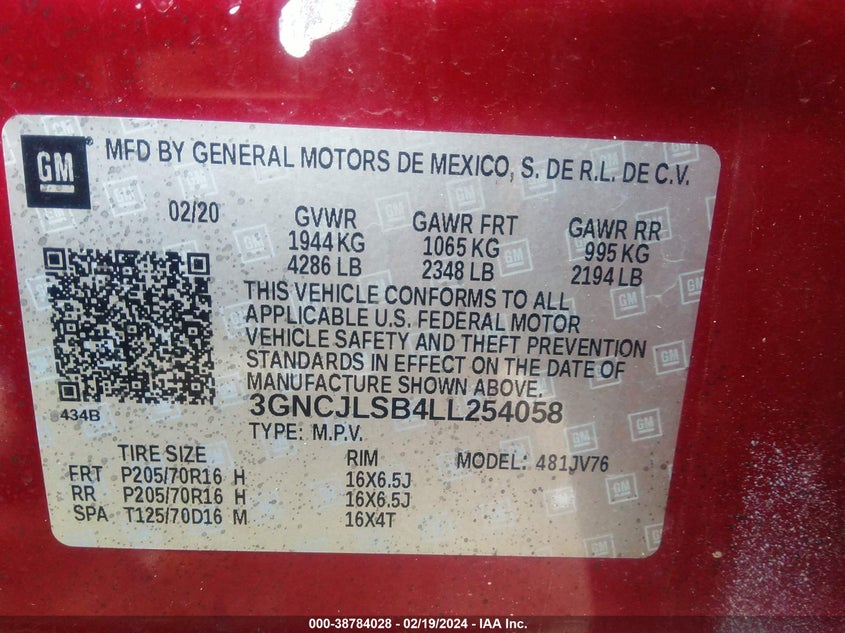 GM
MFD BY GENERAL MOTORS DE MEXICO, S. DE R.L. DE C.V.
02/20 GVWR GAWR FRT GAWR RR
1944 KG 1065 KG 995 KG
4286 LB 2348 LB 2194 LB
THIS VEHICLE CONFORMS TO ALL
APPLICABLE U.S. FEDERAL MOTOR
VEHICLE SAFETY AND THEFT PREVENTION
STANDARDS IN EFFECT ON THE DATE OF
MANUFACTURE SHOWN ABOVE.
434B
3GNCJLSB4LL254058
TYPE: M.P.V.
TIRE SIZE RIM MODEL: 481JV76
FRT P205/70R16 H 16X6.5J
RR P205/70R16 H 16X6.5J
SPA T125/70D16 M 16X4T
000-38784028 - 02/19/2024 - IAA Inc.